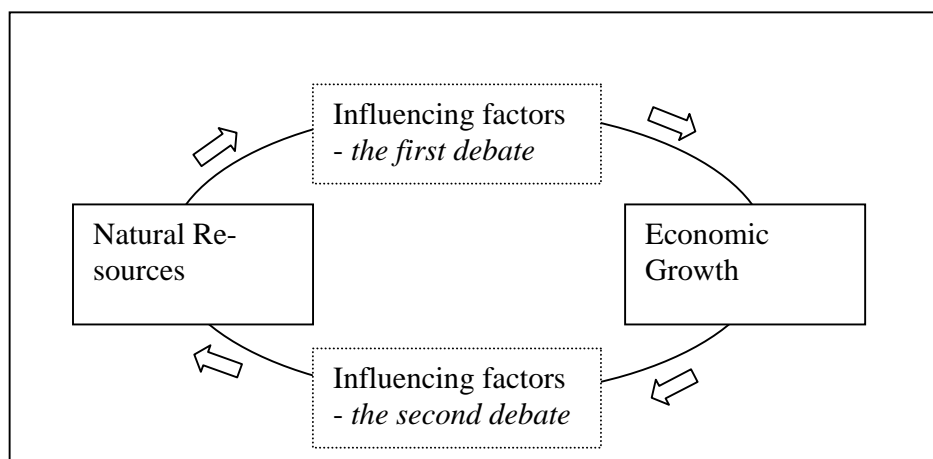 Influencing factors
- the first debate
Natural Re-
sources
Economic
Growth
Influencing factors
- the second debate